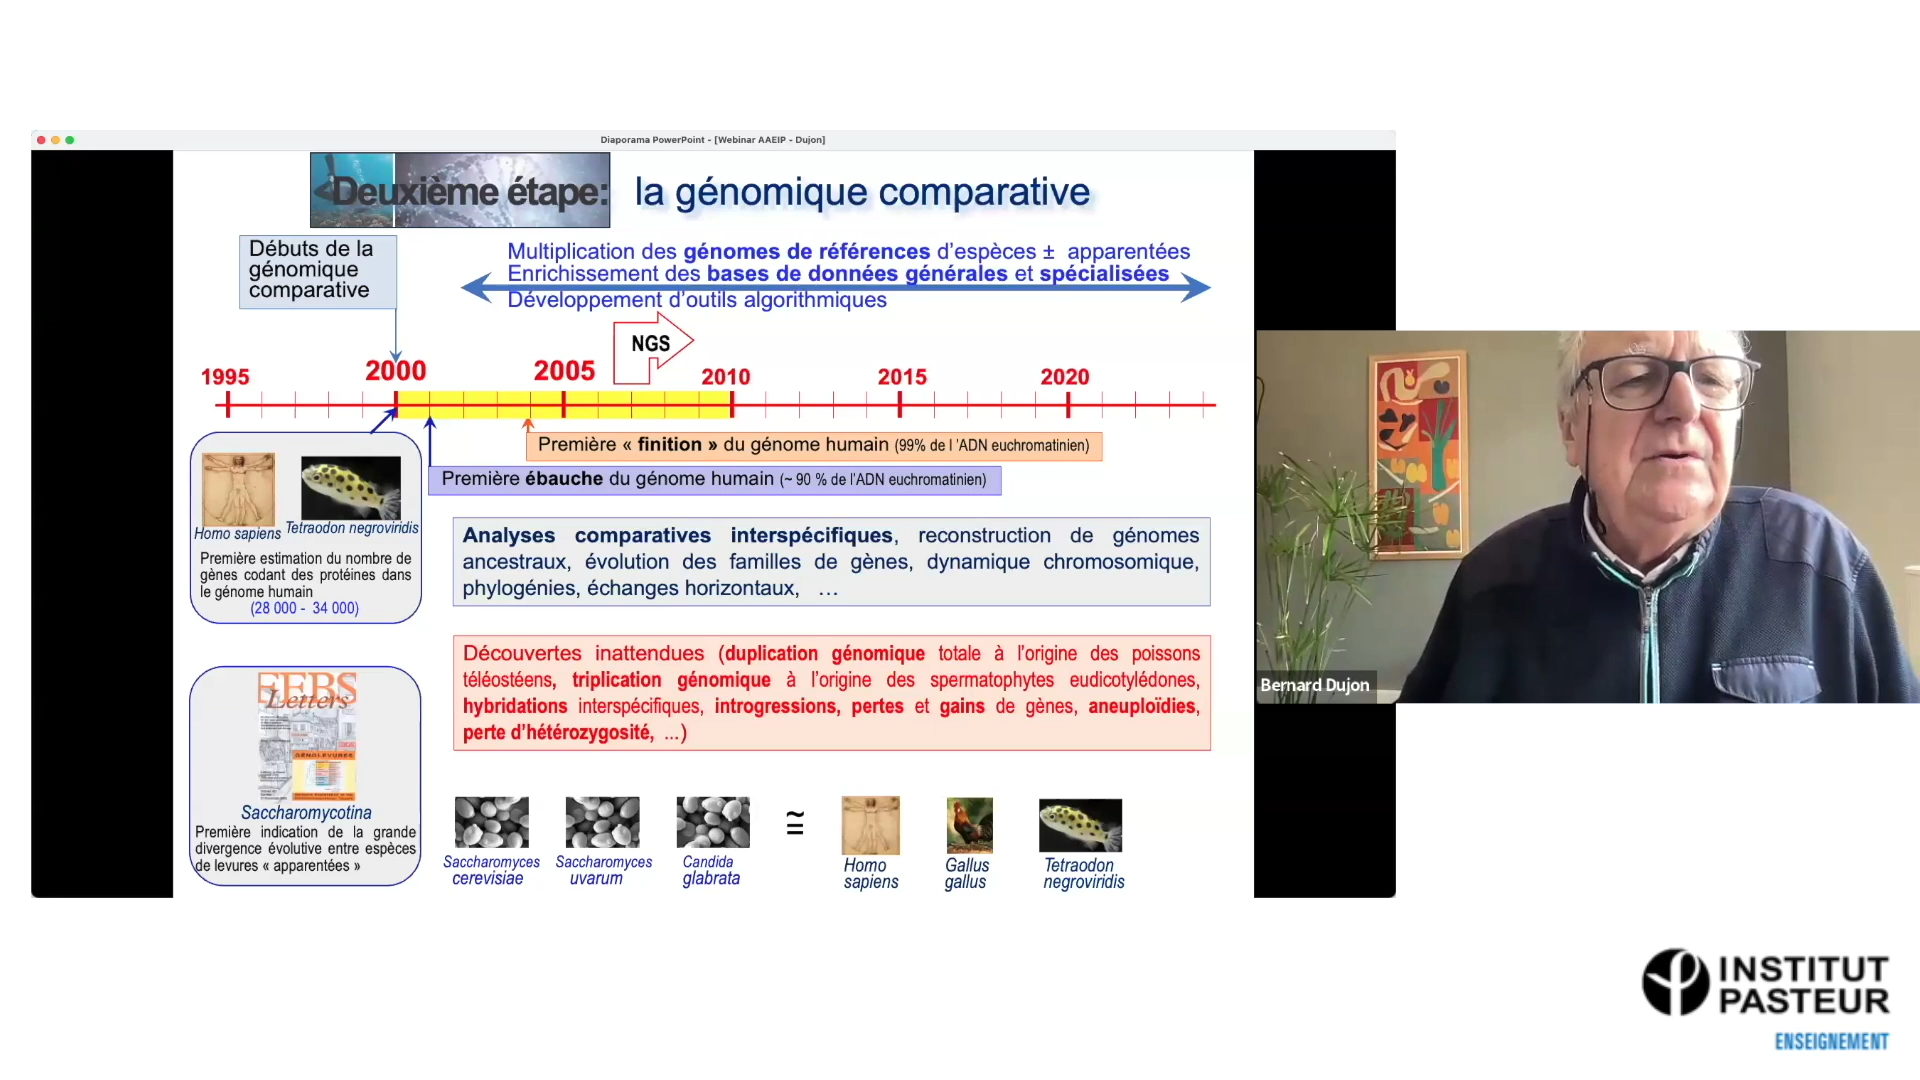 Diaporama PowerPoint - [Webinar AAEIP - Dujon]
<Deuxième étape: la génomique comparative
Débuts de la
génomique
comparative
Multiplication des génomes de références d'espèces ± apparentées
Enrichissement des bases de données générales et spécialisées
Développement d'outils algorithmiques
NGS
1995 2000 2005 2010 2015 2020
Première « finition » du génome humain (99% de l 'ADN euchromatinien)
Première ébauche du génome humain (~ 90 % de l'ADN euchromatinien)
Homo sapiens Tetraodon negroviridis
Première estimation du nombre de
gènes codant des protéines dans
le génome humain
(28 000 - 34 000)
Analyses comparatives interspécifiques, reconstruction de génomes
ancestraux, évolution des familles de gènes, dynamique chromosomique,
phylogénies, échanges horizontaux, ...
Découvertes inattendues (duplication génomique totale à l'origine des poissons
téléostéens, triplication génomique à l'origine des spermatophytes eudicotylédones,
hybridations interspécifiques, introgressions, pertes et gains de gènes, aneuploïdies,
perte d'hétérozygosité, ...)
FEBS
Letters
GENOLEVURES
Saccharomycotina
Première indication de la grande
divergence évolutive entre espèces
de levures « apparentées »
Saccharomyces
cerevisiae
Saccharomyces
uvarum
Candida
glabrata
≅
Homo
sapiens
Gallus
gallus
Tetraodon
negroviridis
Bernard Dujon
INSTITUT
PASTEUR
ENSEIGNEMENT